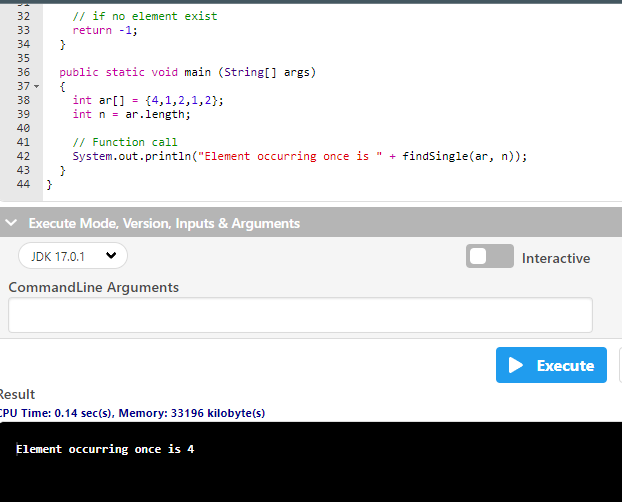 31
32 // if no element exist
33 return -1;
34 }
35
36 public static void main (String[] args)
37 {
38 int ar[] = {4,1,2,1,2};
39 int n = ar.length;
40
41 // Function call
42 System.out.println("Element occurring once is " + findSingle(ar, n));
43 }
44 }
Execute Mode, Version, Inputs & Arguments
JDK 17.0.1
Interactive
CommandLine Arguments
Execute
Result
CPU Time: 0.14 sec(s), Memory: 33196 kilobyte(s)
Element occurring once is 4